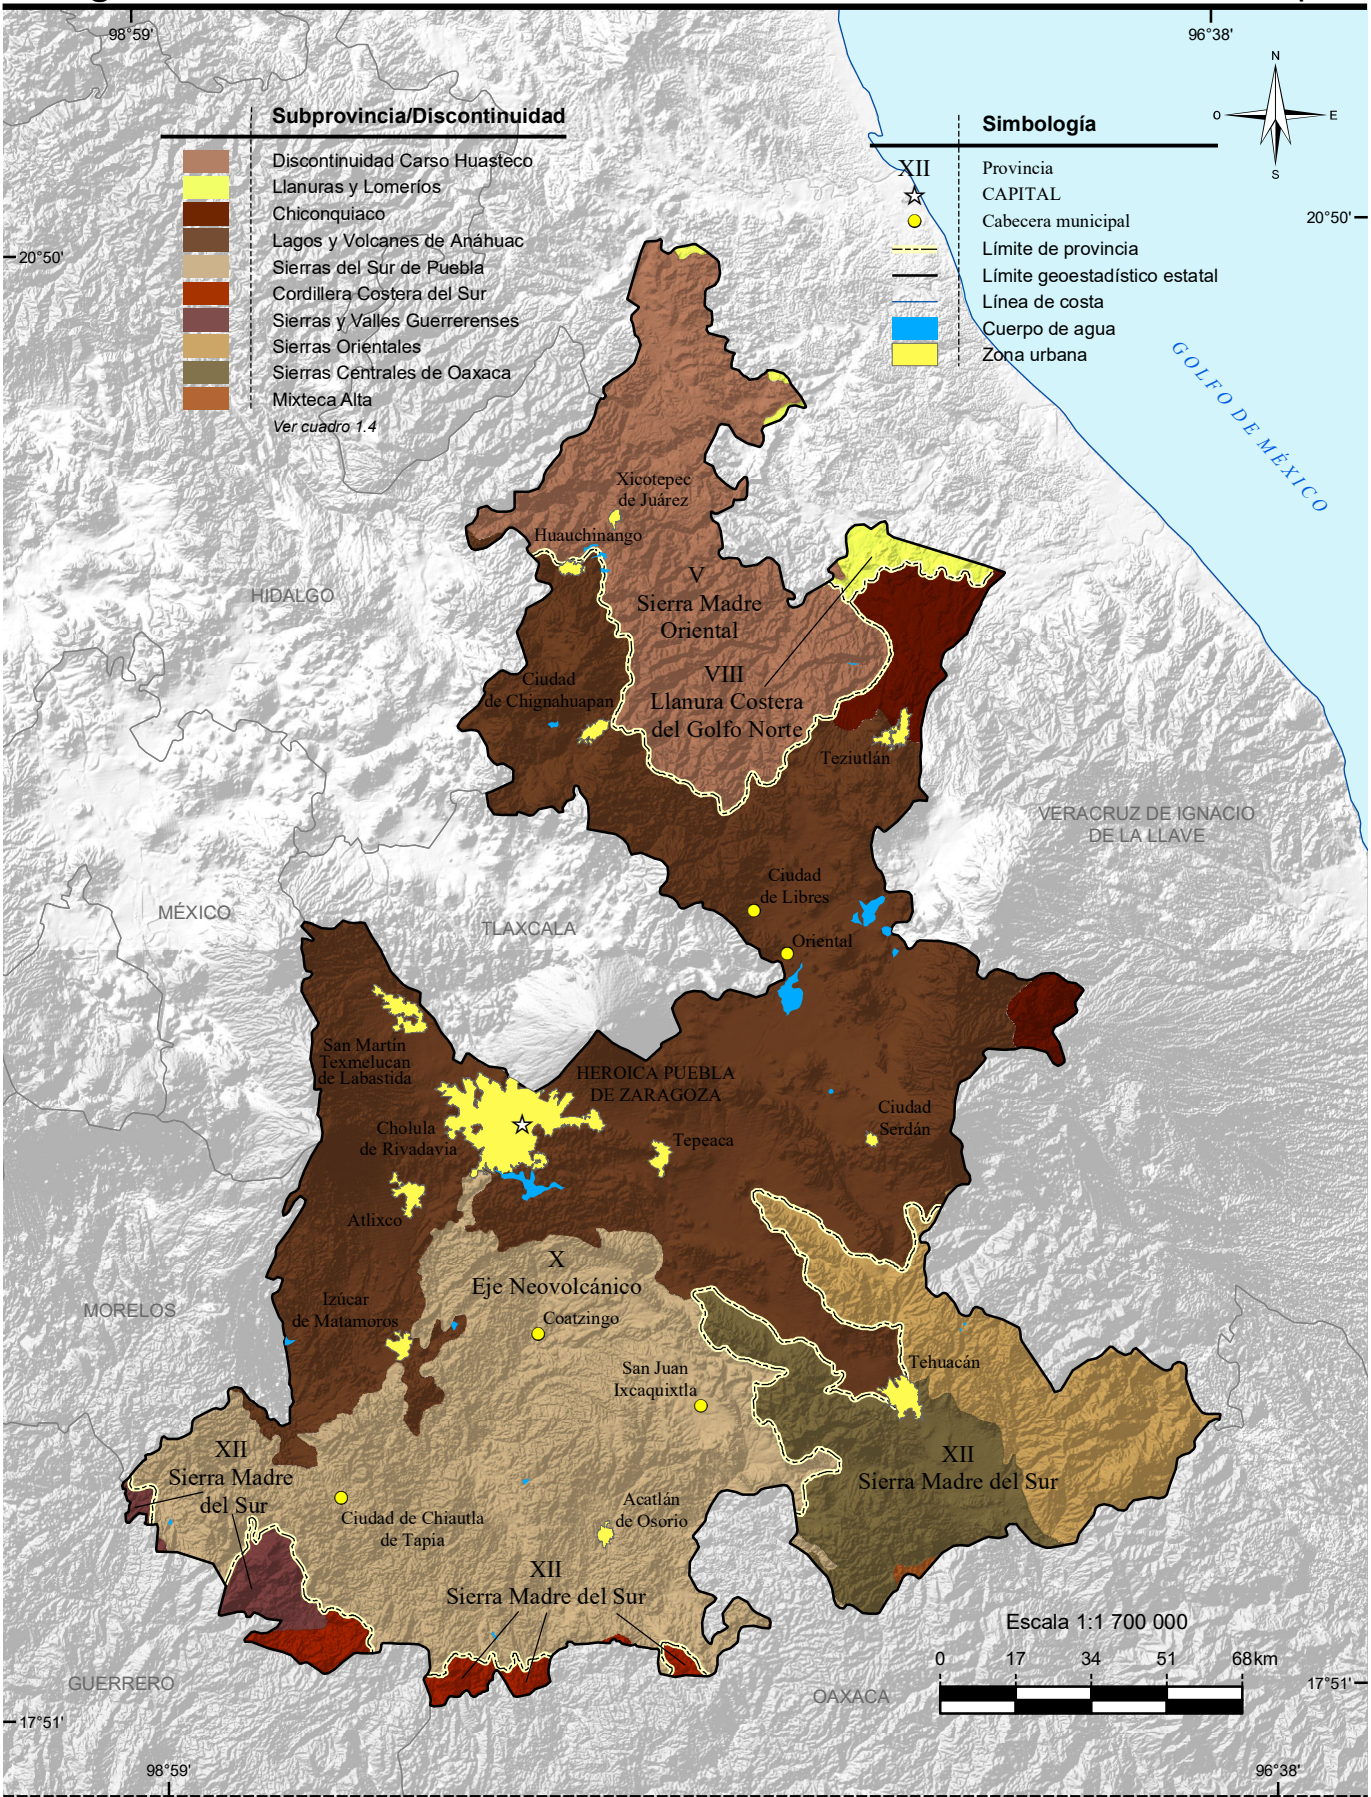 98°59'
96°38'
N
O
E
S
Subprovincia/Discontinuidad
Discontinuidad Carso Huasteco
Llanuras y Lomeríos
Chiconquiaco
Lagos y Volcanes de Anáhuac
Sierras del Sur de Puebla
Cordillera Costera del Sur
Sierras y Valles Guerrerenses
Sierras Orientales
Sierras Centrales de Oaxaca
Mixteca Alta
Ver cuadro 1.4
Simbología
XII Provincia
CAPITAL
Cabecera municipal
Límite de provincia
Límite geoestadístico estatal
Línea de costa
Cuerpo de agua
Zona urbana
20°50'
20°50'
GOLFO DE MÉXICO
Xicotepec
de Juárez
Huauchinango
V
Sierra Madre
Oriental
HIDALGO
VIII
Llanura Costera
del Golfo Norte
Ciudad
de Chignahuapan
Teziutlán
VERACRUZ DE IGNACIO
DE LA LLAVE
Ciudad
de Libres
MÉXICO
TLAXCALA
Oriental
San Martín
Texmelucan
de Labastida
HEROICA PUEBLA
DE ZARAGOZA
Cholula
de Rivadavia
Tepeaca
Ciudad
Serdán
Atlixco
X
Eje Neovolcánico
MORELOS
Izúcar
de Matamoros
Coatzingo
San Juan
Ixcaquixtla
Tehuacán
XII
Sierra Madre
del Sur
XII
Sierra Madre del Sur
Ciudad de Chiautla
de Tapia
Acatlán
de Osorio
XII
Sierra Madre del Sur
Escala 1:1 700 000
0 17 34 51 68km
GUERRERO
OAXACA
17°51'
17°51'
98°59'
96°38'